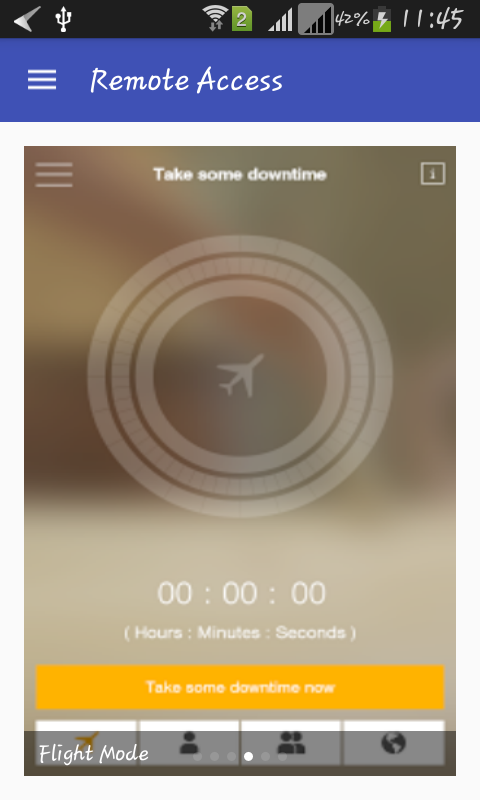 2 42% 11:45
Remote Access
Take some downtime
i
00 : 00 : 00
( Hours : Minutes : Seconds )
Take some downtime now
Flight Mode